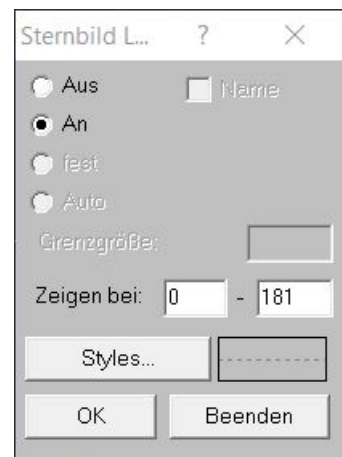 Sternbild L... ?
Aus Name
An
fest
Auto
Grenzgröße:
Zeigen bei: 0 - 181
Styles...
OK Beenden